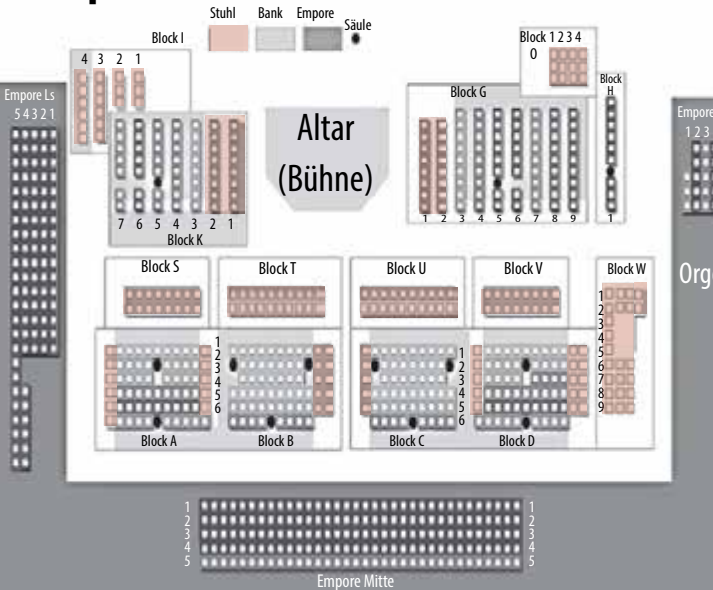 Stuhl Bank Empore
Säule
Block I
4 3 2 1
Block 1 2 3 4
0
Block G
Block
H
Empore Ls
5 4 3 2 1
Empore
1 2 3
Altar
(Bühne)
7 6 5 4 3 2 1
Block K
1 2 3 4 5 6 7 8 9
1
Org
Block S Block T Block U Block V Block W
1
2
3
4
5
6
7
8
9
1
2
3
4
5
6
1
2
3
4
5
6
Block A Block B Block C Block D
1 1
2 2
3 3
4 4
5 5
Empore Mitte